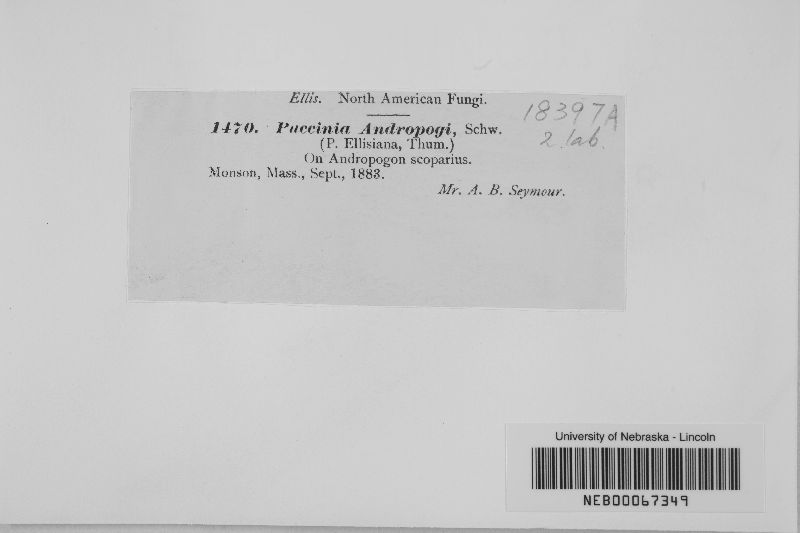 Ellis. North American Fungi.
1470. Puccinia Andropogi, Schw.
(P. Ellisiana, Thum.)
On Andropogon scoparius.
Monson, Mass., Sept., 1883.
Mr. A. B. Seymour.
18397A
2. lab.
University of Nebraska - Lincoln
NEB00067349